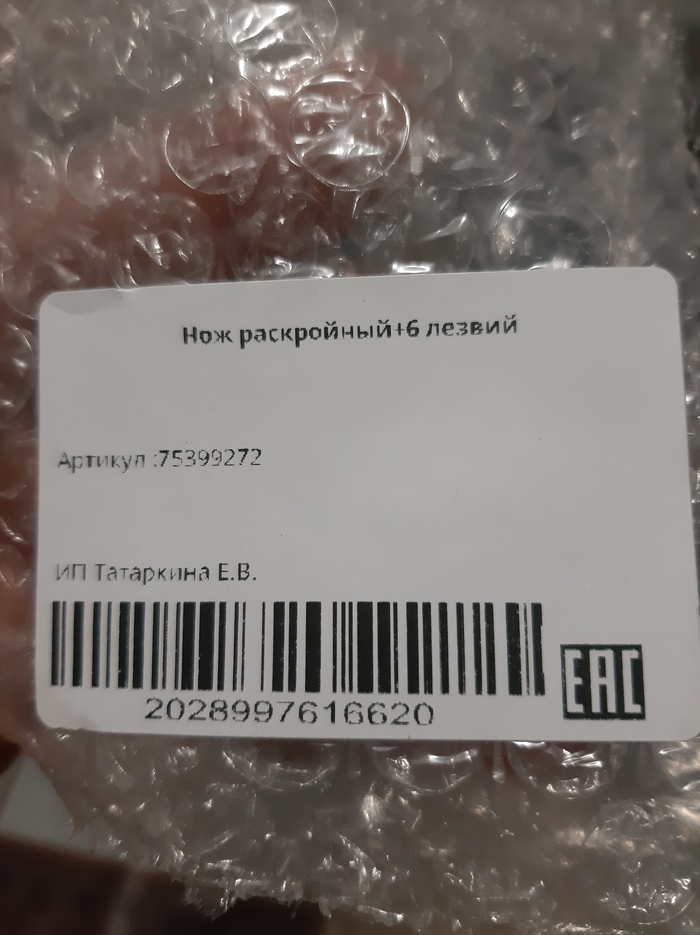 Нож раскройный+6 лезвий
Артикул :75399272
ИП Татаркина Е.В.
2028997616620
EAC